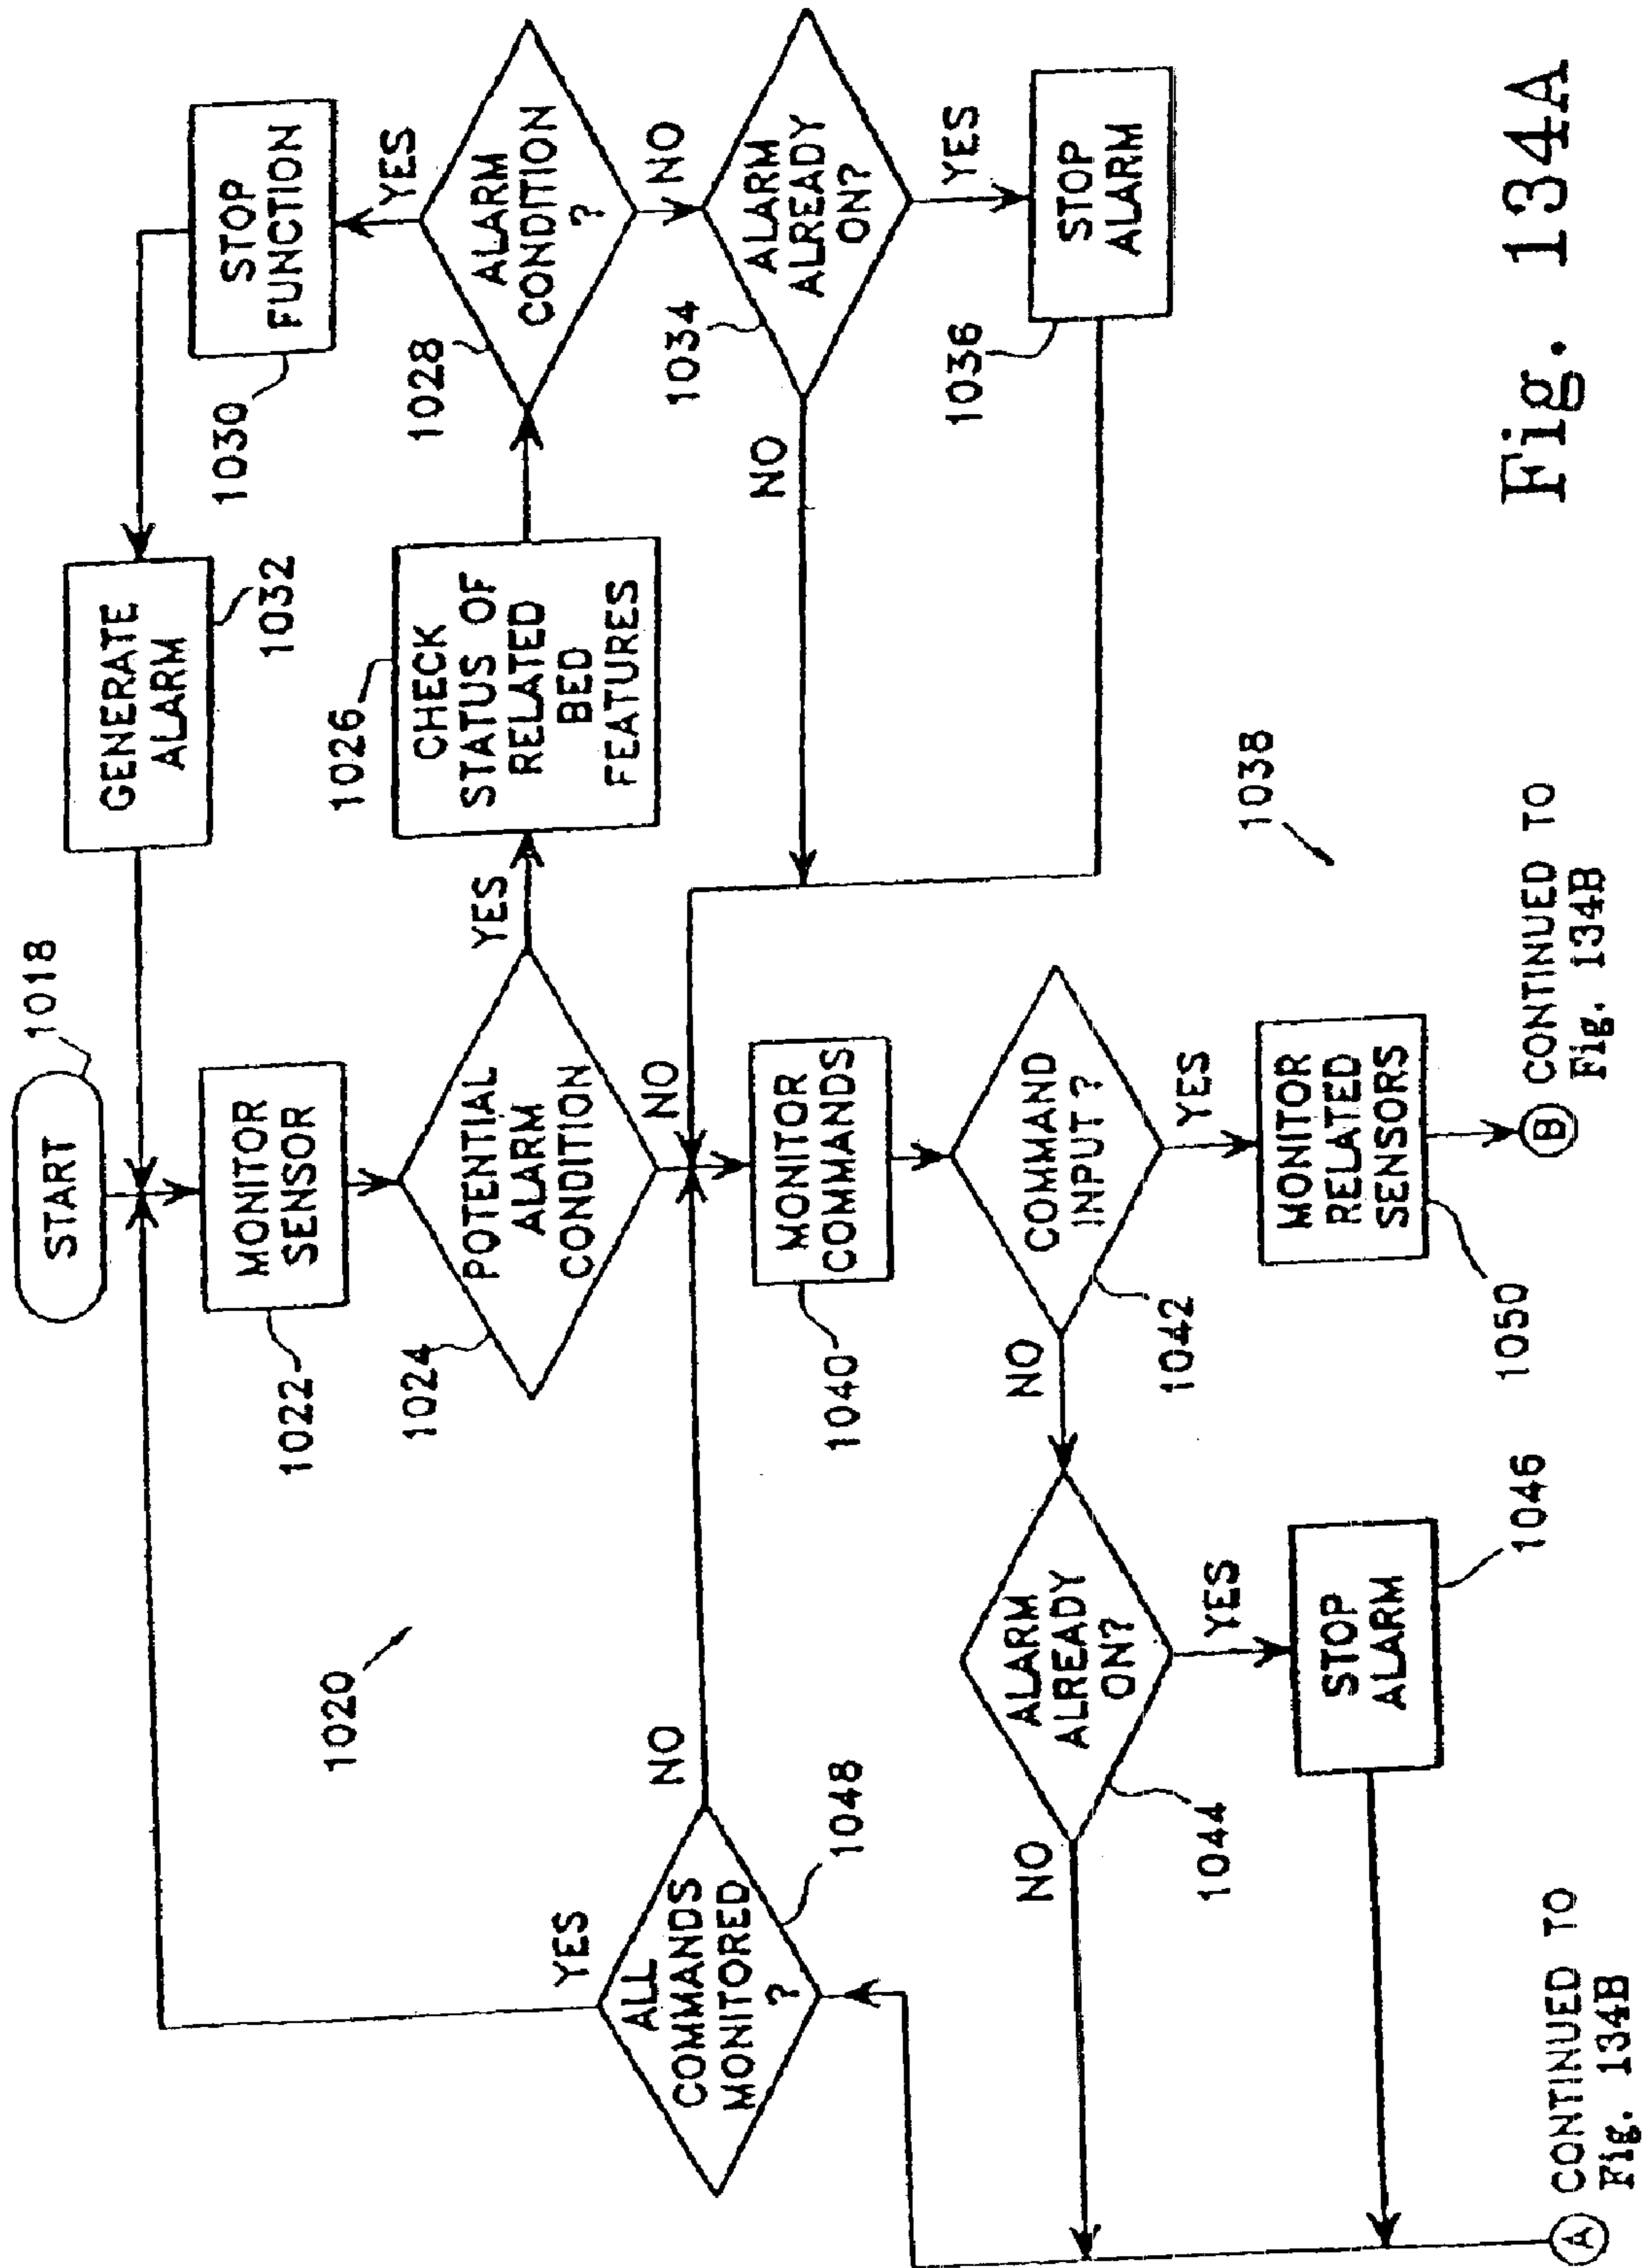 START
1018
MONITOR
SENSOR
1022
POTENTIAL
ALARM
CONDITION
1024
YES
NO
CHECK
STATUS OF
RELATED
BED
FEATURES
1026
ALARM
CONDITION
?
1028
YES
NO
STOP
FUNCTION
1030
GENERATE
ALARM
1032
ALARM
ALREADY
ON?
1034
NO
YES
STOP
ALARM
1036
1020
1038
MONITOR
COMMANDS
1040
COMMAND
INPUT?
1042
NO
YES
MONITOR
RELATED
SENSORS
1050
B CONTINUED TO
Fig. 134B
ALARM
ALREADY
ON?
1044
NO
YES
STOP
ALARM
1046
ALL
COMMANDS
MONITORED
?
1048
YES
NO
A CONTINUED TO
Fig. 134B
Fig. 134A